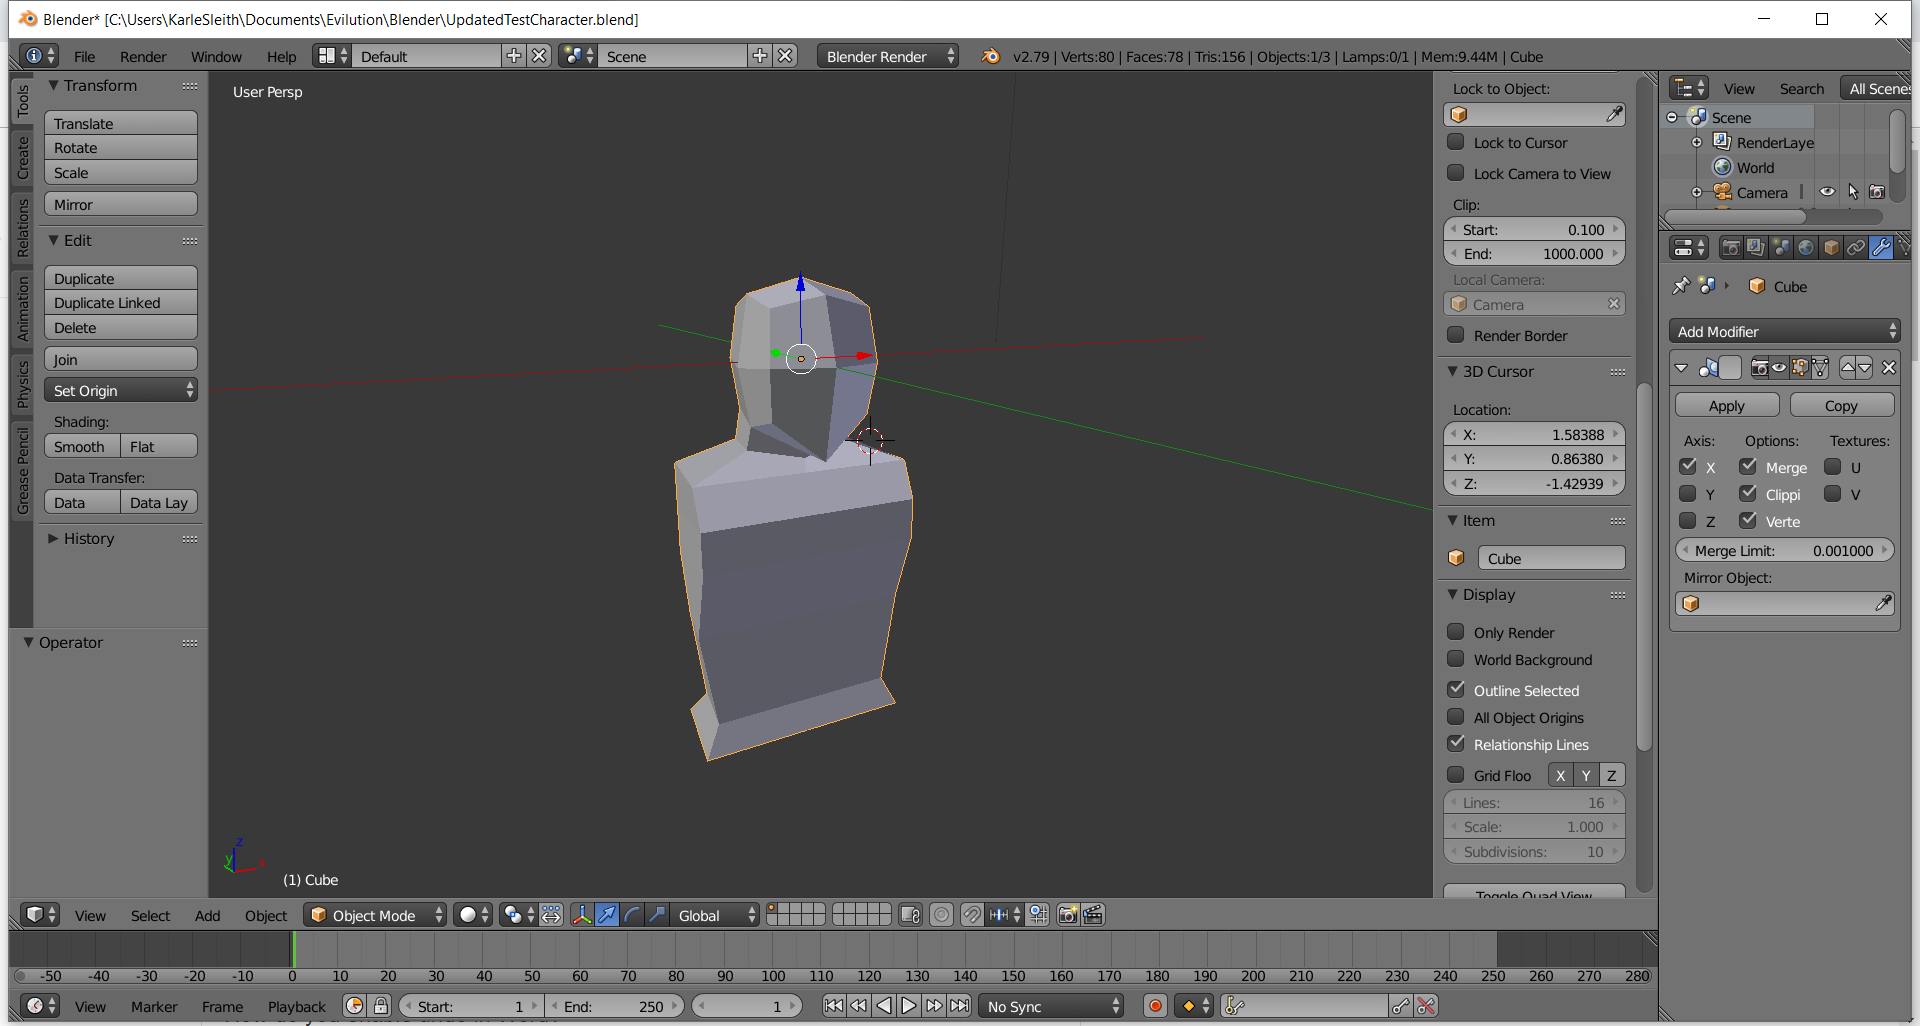 Blender* [C:\Users\KarleSleith\Documents\Evilution\Blender\UpdatedTestCharacter.blend]
File Render Window Help Default Scene Blender Render v2.79 | Verts:80 | Faces:78 | Tris:156 | Objects:1/3 | Lamps:0/1 | Mem:9.44M | Cube
Tools
Create
Relations
Animation
Physics
Grease Pencil
Transform
Translate
Rotate
Scale
Mirror
Edit
Duplicate
Duplicate Linked
Delete
Join
Set Origin
Shading:
Smooth Flat
Data Transfer:
Data Data Lay
History
Operator
User Persp
z
y
x
(1) Cube
Lock to Object:
Lock to Cursor
Lock Camera to View
Clip:
Start: 0.100
End: 1000.000
Local Camera:
Camera
Render Border
3D Cursor
Location:
X: 1.58388
Y: 0.86380
Z: -1.42939
Item
Cube
Display
Only Render
World Background
Outline Selected
All Object Origins
Relationship Lines
Grid Floo X Y Z
Lines: 16
Scale: 1.000
Subdivisions: 10
Toggle Quad View
View Search All Scenes
Scene
RenderLaye
World
Camera
Cube
Add Modifier
Apply Copy
Axis: Options: Textures:
X Merge U
Y Clippi V
Z Verte
Merge Limit: 0.001000
Mirror Object:
View Select Add Object Object Mode Global
-50 -40 -30 -20 -10 0 10 20 30 40 50 60 70 80 90 100 110 120 130 140 150 160 170 180 190 200 210 220 230 240 250 260 270 280
View Marker Frame Playback Start: 1 End: 250 1 No Sync